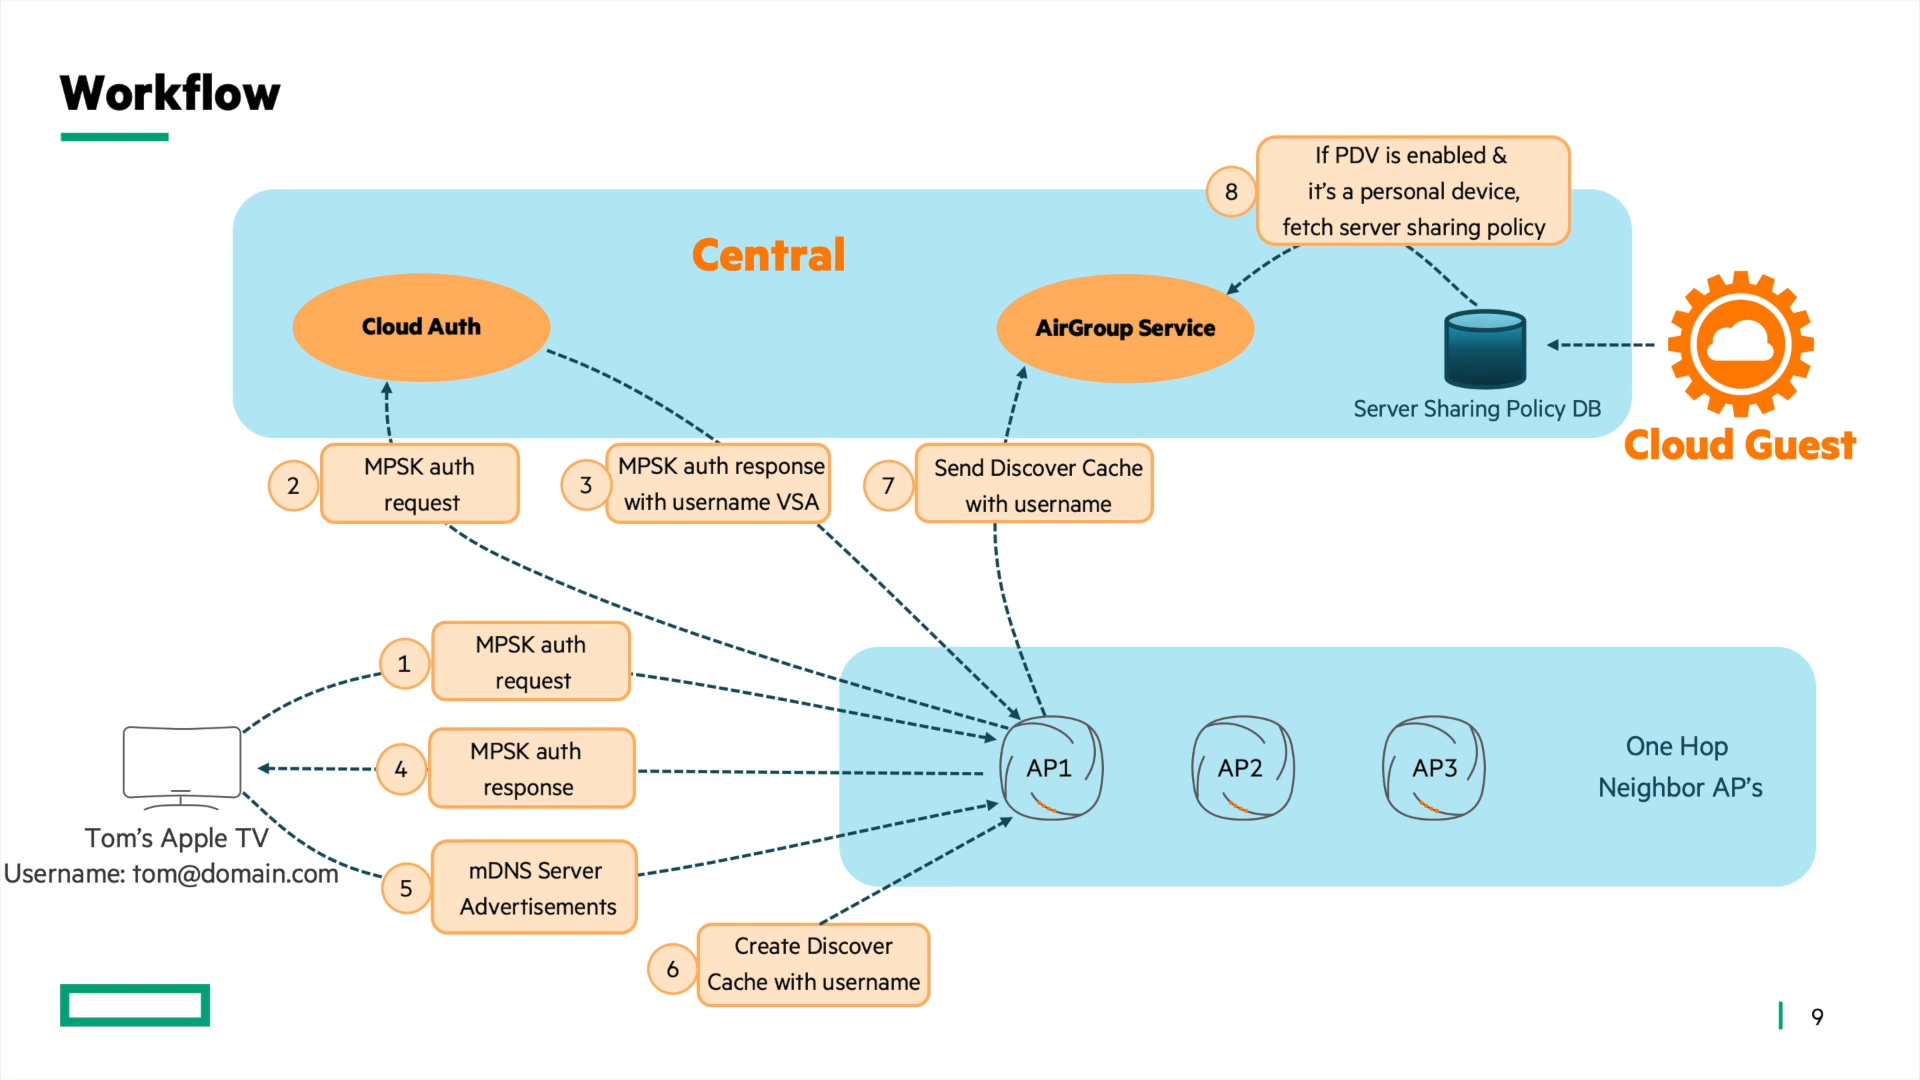 Workflow
If PDV is enabled &
it's a personal device,
fetch server sharing policy
8
Central
Cloud Auth
AirGroup Service
Server Sharing Policy DB
Cloud Guest
2
MPSK auth
request
3
MPSK auth response
with username VSA
7
Send Discover Cache
with username
1
MPSK auth
request
4
MPSK auth
response
5
mDNS Server
Advertisements
6
Create Discover
Cache with username
Tom's Apple TV
Username: tom@domain.com
AP1
AP2
AP3
One Hop
Neighbor AP's
9